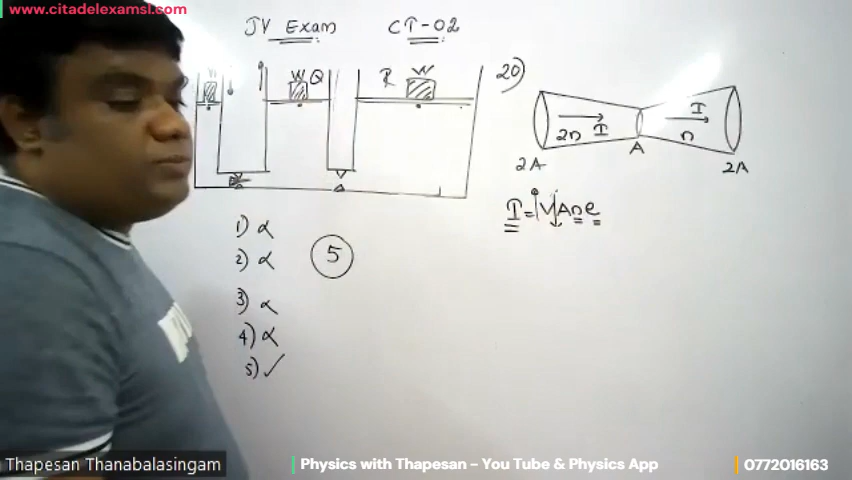 www.citadelexamsl.com
JV Exam CT-02
W
W Q
R W
20)
2n I
I
n
2A
A
2A
I = VAne
1) ∝
2) ∝
3) ∝
4) ∝
5) ✓
5
Thapesan Thanabalasingam
Physics with Thapesan - You Tube & Physics App
0772016163